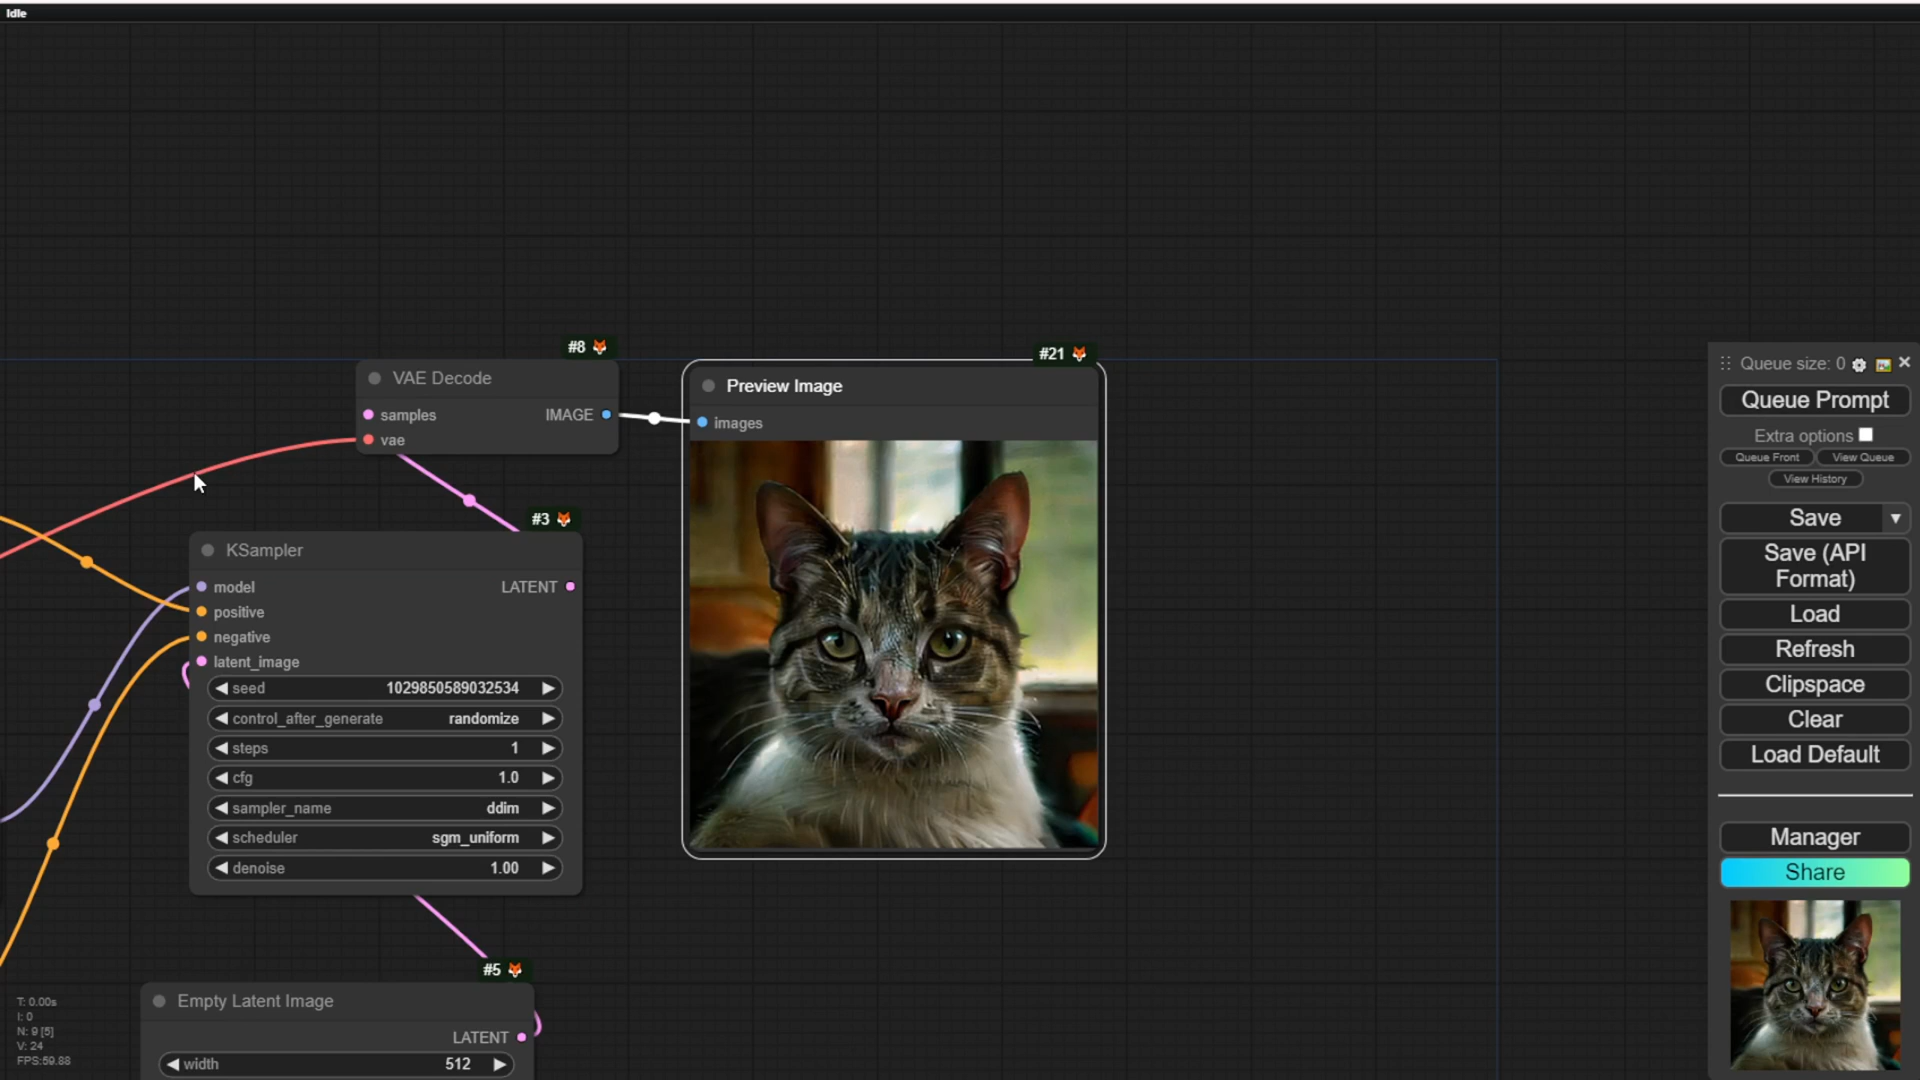 Idle
#8
VAE Decode
samples
IMAGE
vae
#21
Preview Image
images
#3
KSampler
model
LATENT
positive
negative
latent_image
seed 1029850589032534
control_after_generate randomize
steps 1
cfg 1.0
sampler_name ddim
scheduler sgm_uniform
denoise 1.00
#5
Empty Latent Image
LATENT
width 512
T: 0.00s
I: 0
N: 9 [5]
V: 24
FPS:59.88
Queue size: 0
Queue Prompt
Extra options
Queue Front
View Queue
View History
Save
Save (API
Format)
Load
Refresh
Clipspace
Clear
Load Default
Manager
Share